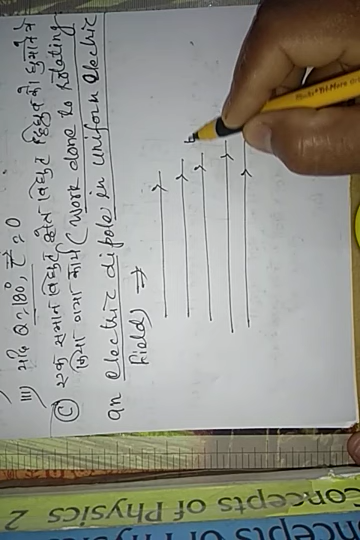 III) यदि θ = 180°, τ⃗ = 0
(C) एक समान विद्युत क्षेत्र में विद्युत द्विध्रुव को घुमाने में
किया गया कार्य (Work done to rotating
an electric dipole in uniform electric
field) ⇒
Concepts of Physics 2